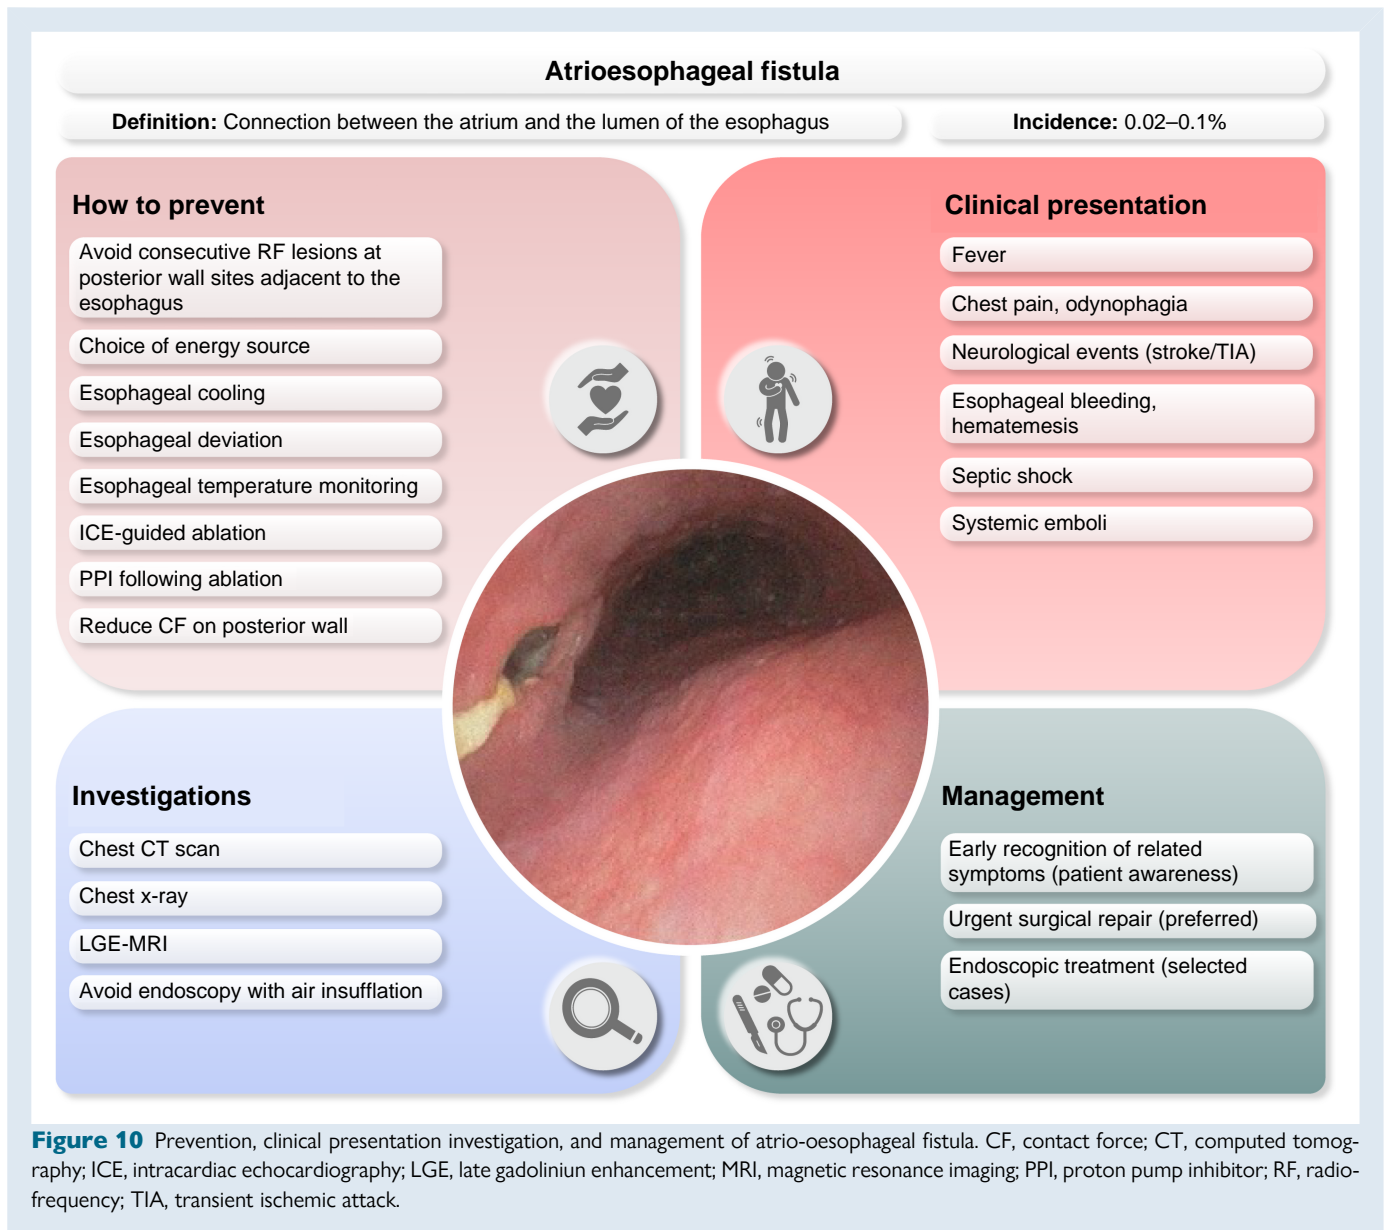 Atrioesophageal fistula
Definition: Connection between the atrium and the lumen of the esophagus
Incidence: 0.02–0.1%
How to prevent
Avoid consecutive RF lesions at
posterior wall sites adjacent to the
esophagus
Choice of energy source
Esophageal cooling
Esophageal deviation
Esophageal temperature monitoring
ICE-guided ablation
PPI following ablation
Reduce CF on posterior wall
Clinical presentation
Fever
Chest pain, odynophagia
Neurological events (stroke/TIA)
Esophageal bleeding,
hematemesis
Septic shock
Systemic emboli
Investigations
Chest CT scan
Chest x-ray
LGE-MRI
Avoid endoscopy with air insufflation
Management
Early recognition of related
symptoms (patient awareness)
Urgent surgical repair (preferred)
Endoscopic treatment (selected
cases)
Figure 10 Prevention, clinical presentation investigation, and management of atrio-oesophageal fistula. CF, contact force; CT, computed tomog-
raphy; ICE, intracardiac echocardiography; LGE, late gadoliniun enhancement; MRI, magnetic resonance imaging; PPI, proton pump inhibitor; RF, radio-
frequency; TIA, transient ischemic attack.